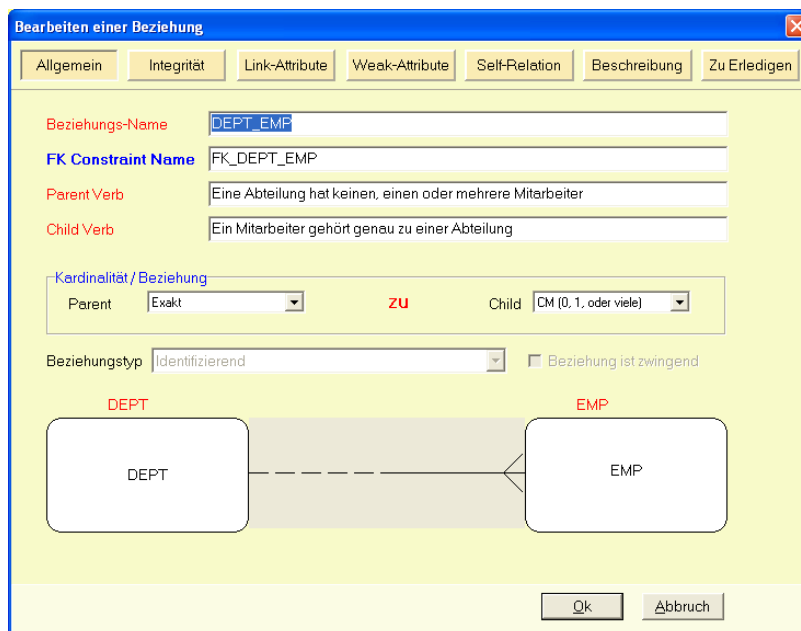 Bearbeiten einer Beziehung
Allgemein Integrität Link-Attribute Weak-Attribute Self-Relation Beschreibung Zu Erledigen
Beziehungs-Name DEPT_EMP
FK Constraint Name FK_DEPT_EMP
Parent Verb Eine Abteilung hat keinen, einen oder mehrere Mitarbeiter
Child Verb Ein Mitarbeiter gehört genau zu einer Abteilung
Kardinalität / Beziehung
Parent Exakt zu Child CM (0, 1, oder viele)
Beziehungstyp Identifizierend Beziehung ist zwingend
DEPT EMP
DEPT EMP
Ok Abbruch